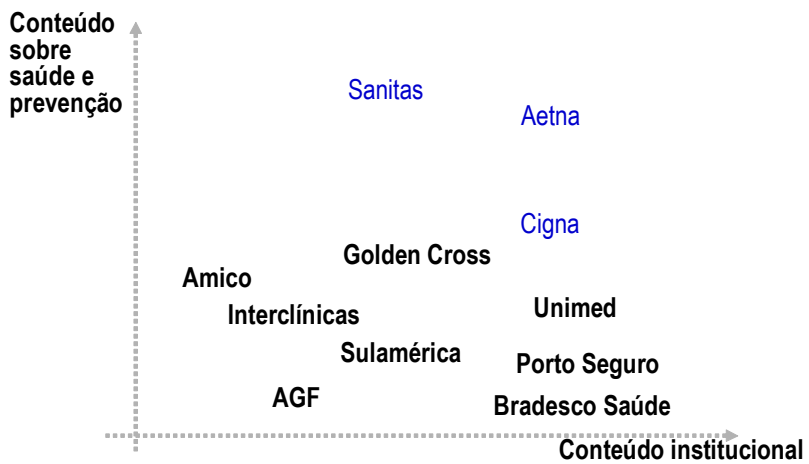 Conteúdo
sobre
saúde e
prevenção
Sanitas
Aetna
Cigna
Golden Cross
Amico
Interclínicas
Unimed
Sulamérica
Porto Seguro
AGF
Bradesco Saúde
Conteúdo institucional